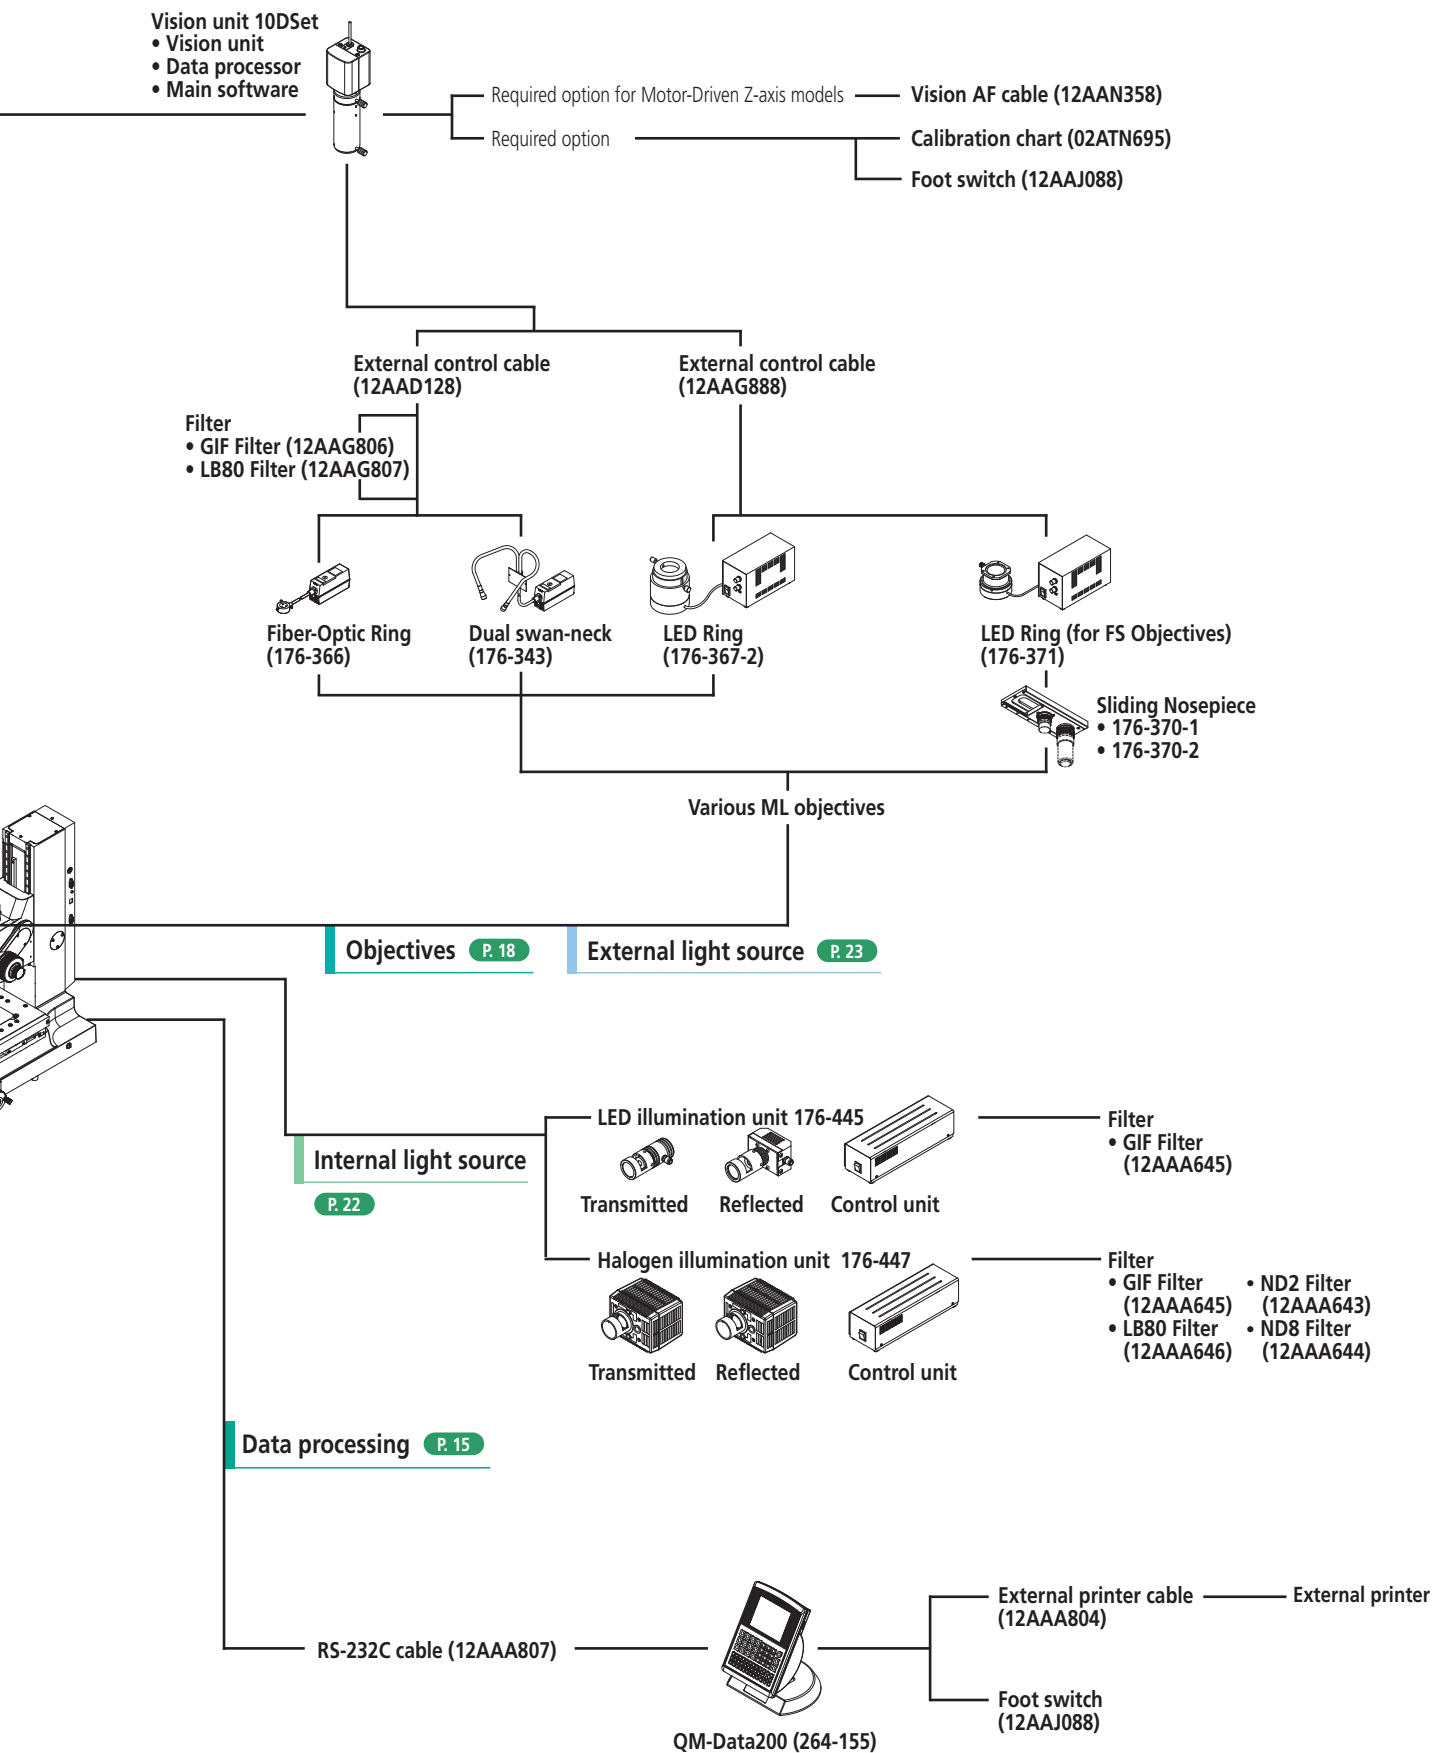 Vision unit 10DSet
• Vision unit
• Data processor
• Main software
Required option for Motor-Driven Z-axis models
Vision AF cable (12AAN358)
Required option
Calibration chart (02ATN695)
Foot switch (12AAJ088)
External control cable
(12AAD128)
External control cable
(12AAG888)
Filter
• GIF Filter (12AAG806)
• LB80 Filter (12AAG807)
Fiber-Optic Ring
(176-366)
Dual swan-neck
(176-343)
LED Ring
(176-367-2)
LED Ring (for FS Objectives)
(176-371)
Sliding Nosepiece
• 176-370-1
• 176-370-2
Various ML objectives
Objectives P. 18
External light source P. 23
LED illumination unit 176-445
Transmitted
Reflected
Control unit
Filter
• GIF Filter
(12AAA645)
Internal light source
P. 22
Halogen illumination unit 176-447
Transmitted
Reflected
Control unit
Filter
• GIF Filter
(12AAA645)
• LB80 Filter
(12AAA646)
• ND2 Filter
(12AAA643)
• ND8 Filter
(12AAA644)
Data processing P. 15
RS-232C cable (12AAA807)
QM-Data200 (264-155)
External printer cable
(12AAA804)
External printer
Foot switch
(12AAJ088)